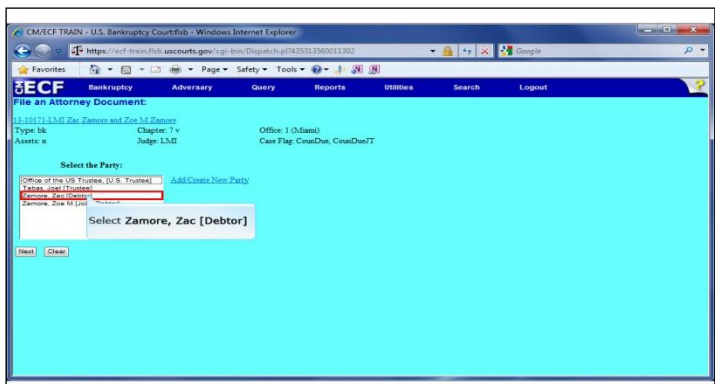 CM/ECF TRAIN - U.S. Bankruptcy Court:flsb - Windows Internet Explorer
https://ecf-train.flsb.uscourts.gov/cgi-bin/Dispatch.pl?435313560011302
Google
Favorites Page Safety Tools
ECF Bankruptcy Adversary Query Reports Utilities Search Logout ?
File an Attorney Document:
13-10171-LMI Zac Zamore and Zoe M Zamore
Type: bk Chapter: 7 v Office: 1 (Miami)
Assets: n Judge: LMI Case Flag: CounDue, CounDueJT
Select the Party:
Office of the US Trustee, [U.S. Trustee] Add/Create New Party
Tabas, Joel [Trustee]
Zamore, Zac [Debtor]
Zamore, Zoe M
Select Zamore, Zac [Debtor]
Next Clear